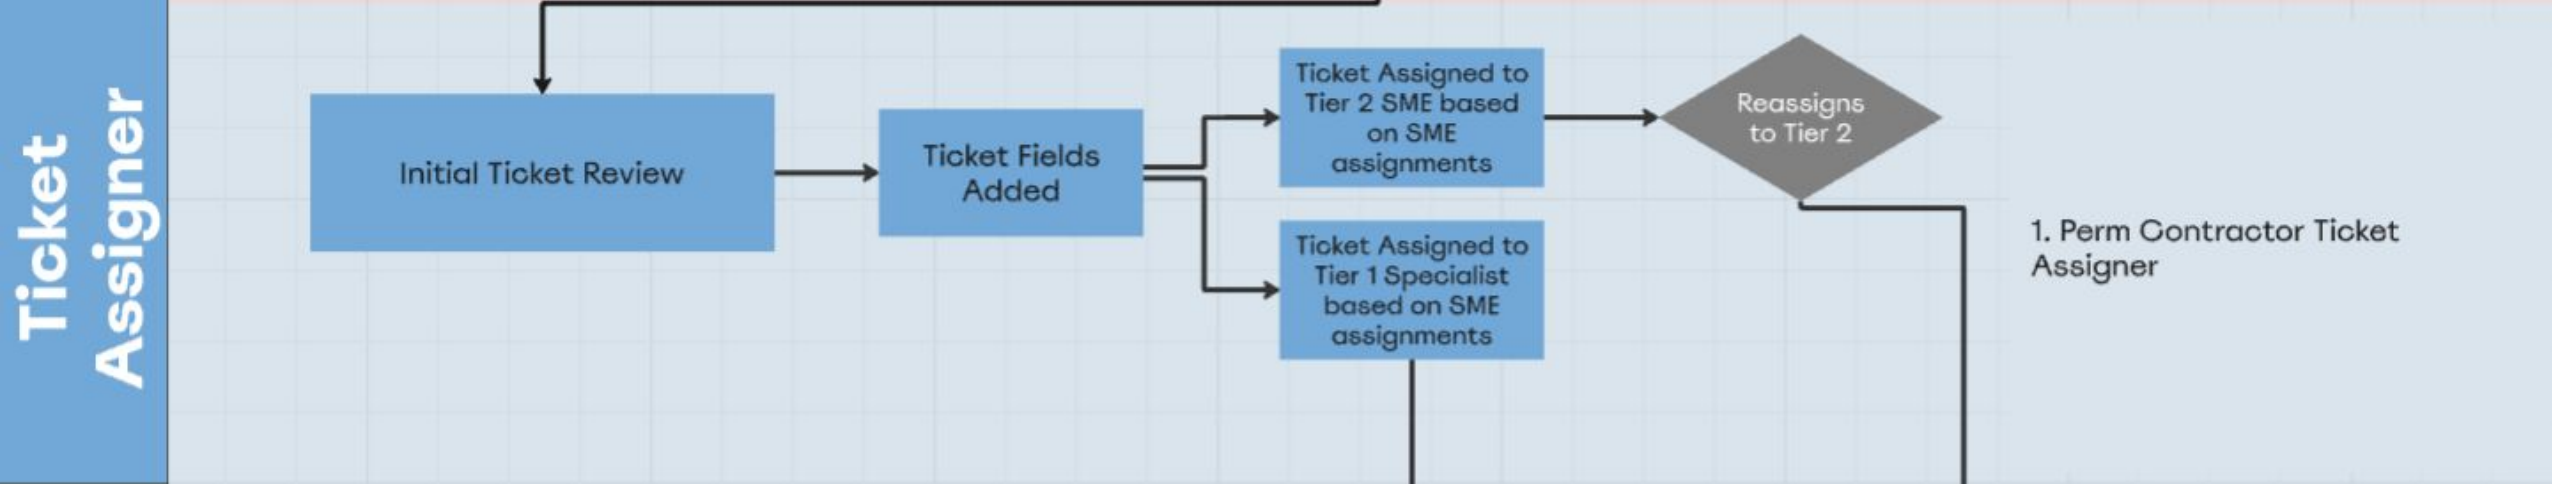 Ticket
Assigner
Initial Ticket Review
Ticket Fields
Added
Ticket Assigned to
Tier 2 SME based
on SME
assignments
Reassigns
to Tier 2
Ticket Assigned to
Tier 1 Specialist
based on SME
assignments
1. Perm Contractor Ticket
Assigner